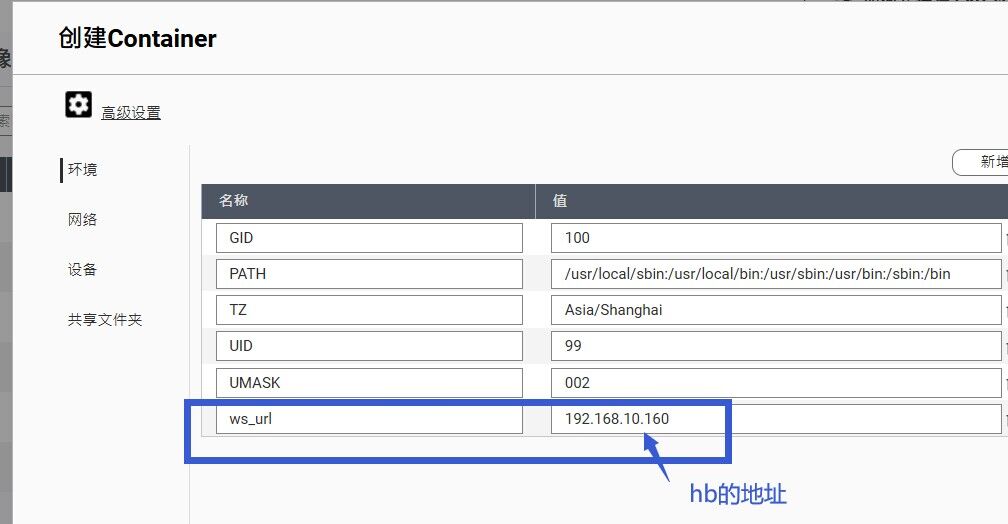 创建Container
像
高级设置
索
环境
新增
名称
值
GID
100
网络
PATH
/usr/local/sbin:/usr/local/bin:/usr/sbin:/usr/bin:/sbin:/bin
设备
TZ
Asia/Shanghai
共享文件夹
UID
99
UMASK
002
ws_url
192.168.10.160
hb的地址